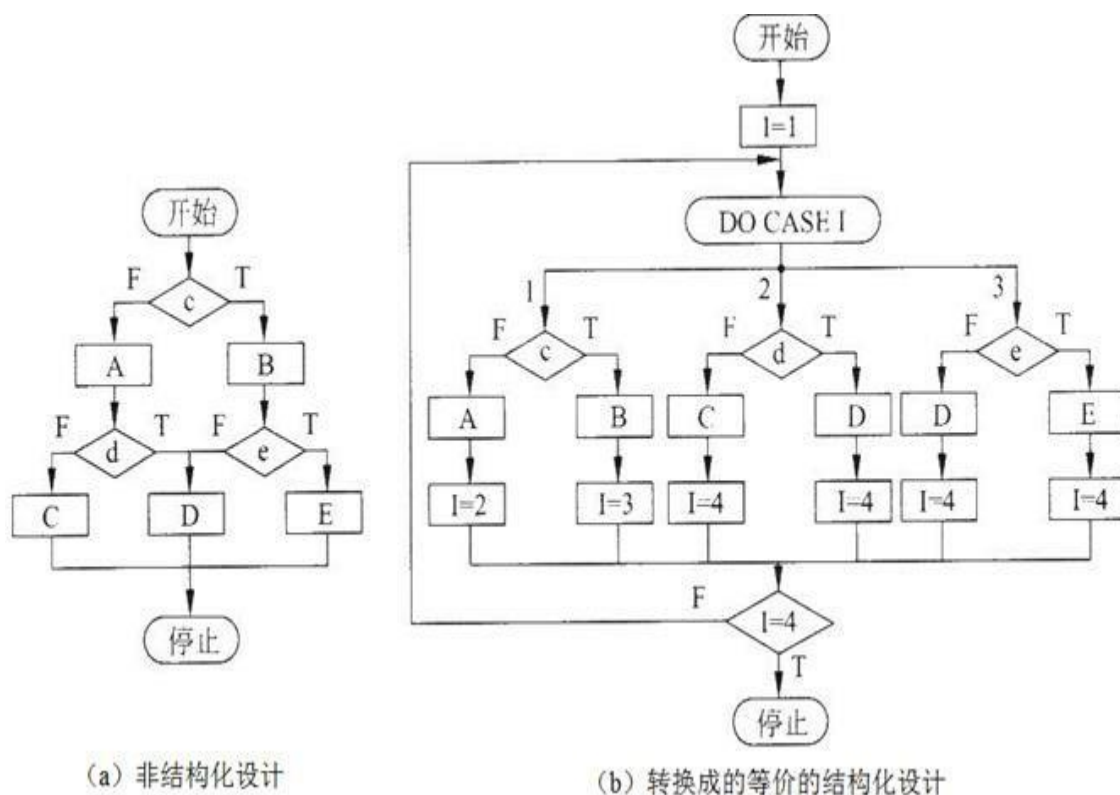 开始
F T
c
A B
F T F T
d e
C D E
停止
(a) 非结构化设计
开始
I=1
DO CASE I
1 2 3
F T F T F T
c d e
A B C D D E
I=2 I=3 I=4 I=4 I=4 I=4
F
I=4
T
停止
(b) 转换成的等价的结构化设计